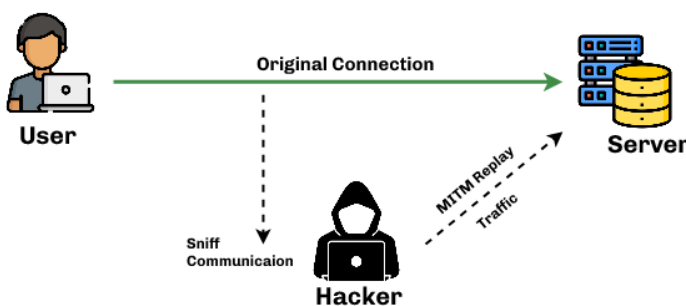 Original Connection
User
Server
MITM Replay
Traffic
Sniff
Communicaion
Hacker